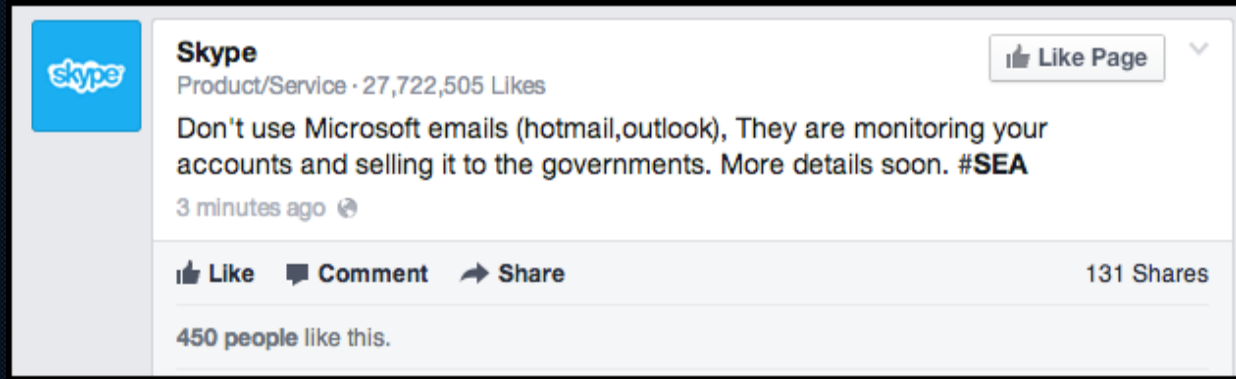 skype
Skype
Like Page
Product/Service · 27,722,505 Likes
Don't use Microsoft emails (hotmail,outlook), They are monitoring your
accounts and selling it to the governments. More details soon. #SEA
3 minutes ago
Like Comment Share 131 Shares
450 people like this.